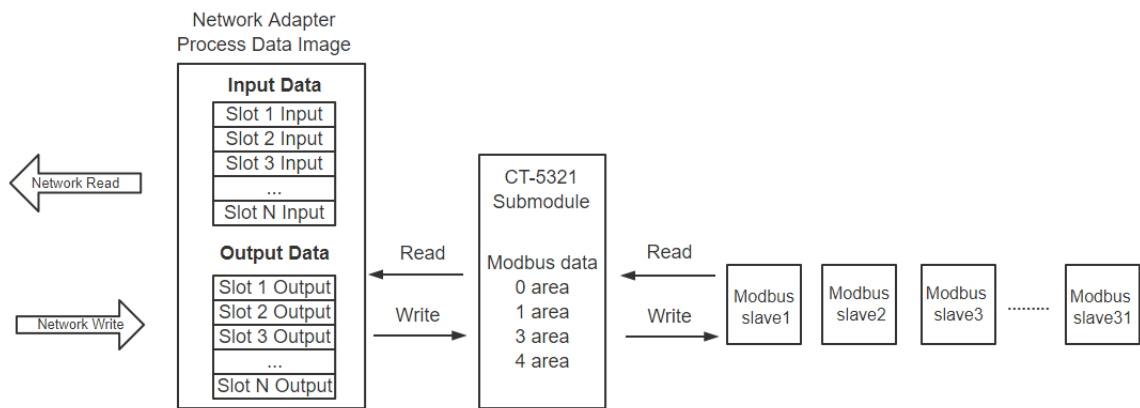 Network Adapter
Process Data Image
Input Data
Slot 1 Input
Slot 2 Input
Slot 3 Input
...
Slot N Input
Network Read
Output Data
Slot 1 Output
Slot 2 Output
Slot 3 Output
...
Slot N Output
Network Write
Read
Write
CT-5321
Submodule
Modbus data
0 area
1 area
3 area
4 area
Read
Write
Modbus
slave1
Modbus
slave2
Modbus
slave3
.........
Modbus
slave31